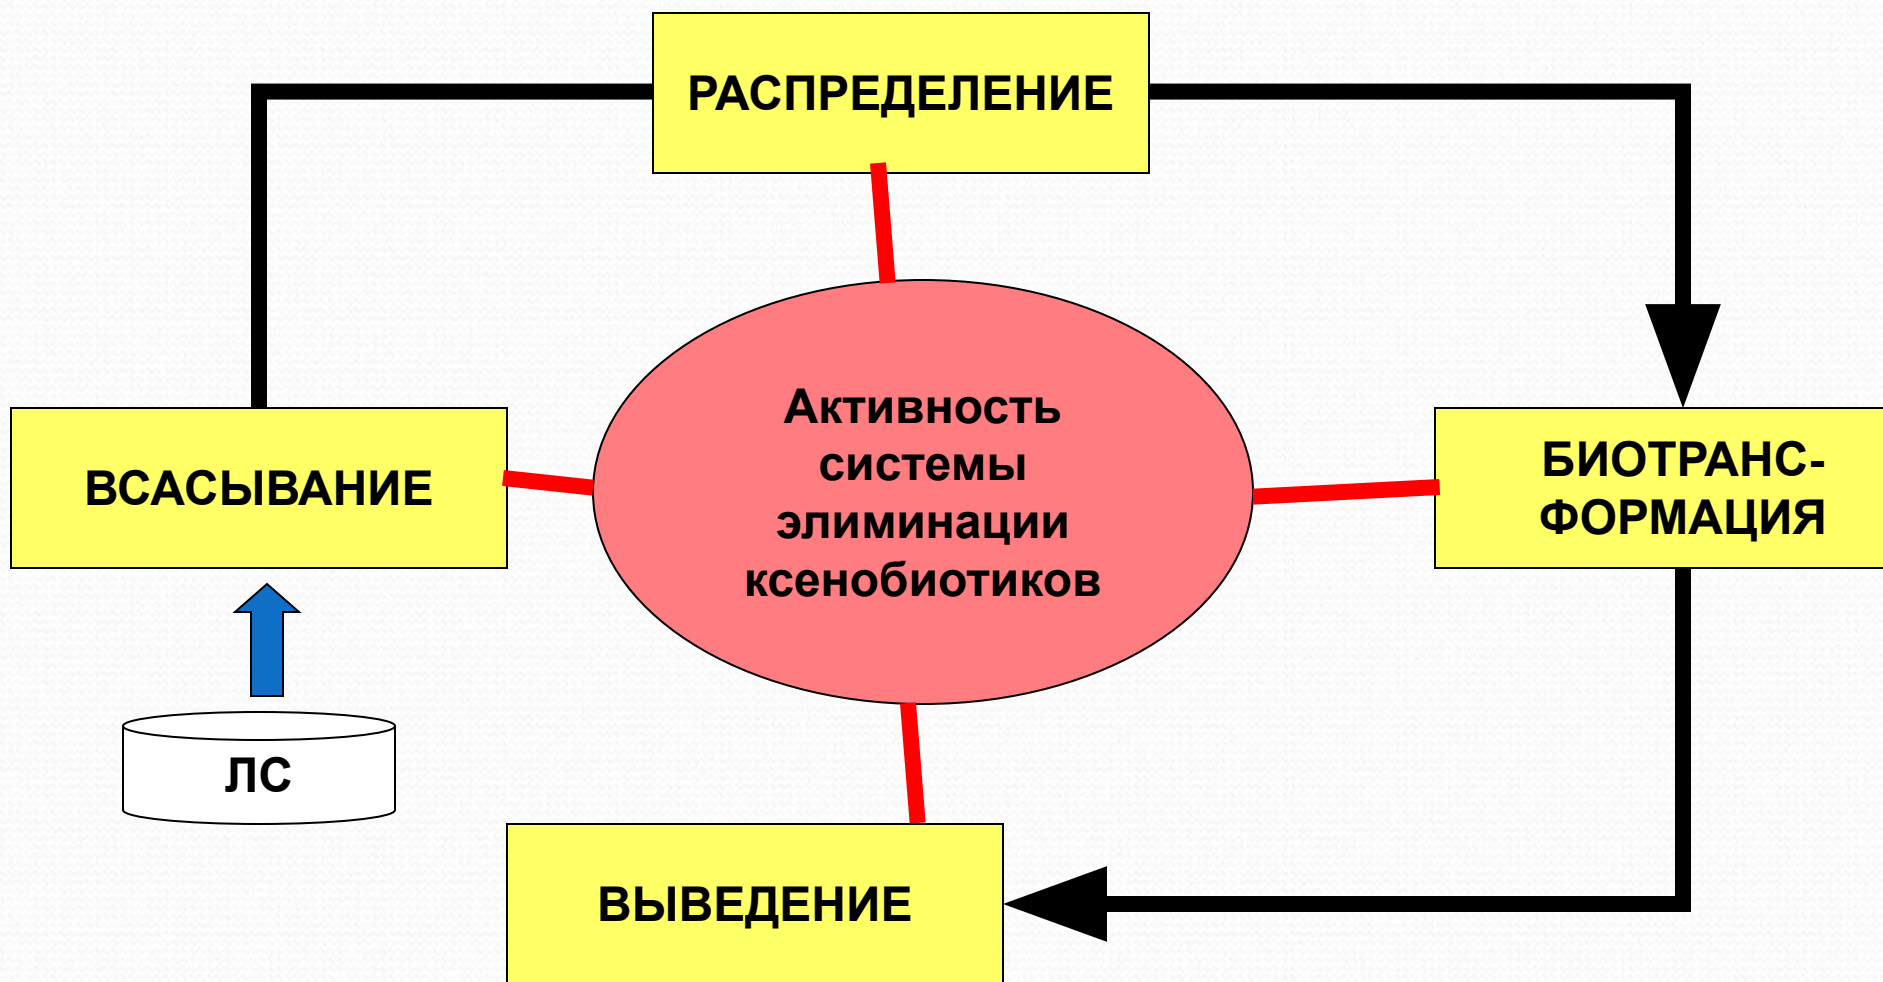 РАСПРЕДЕЛЕНИЕ
Активность
системы
элиминации
ксенобиотиков
ВСАСЫВАНИЕ
БИОТРАНС-
ФОРМАЦИЯ
ЛС
ВЫВЕДЕНИЕ